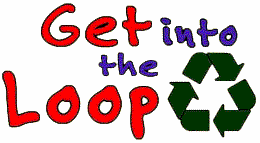 Get into
the
Loop